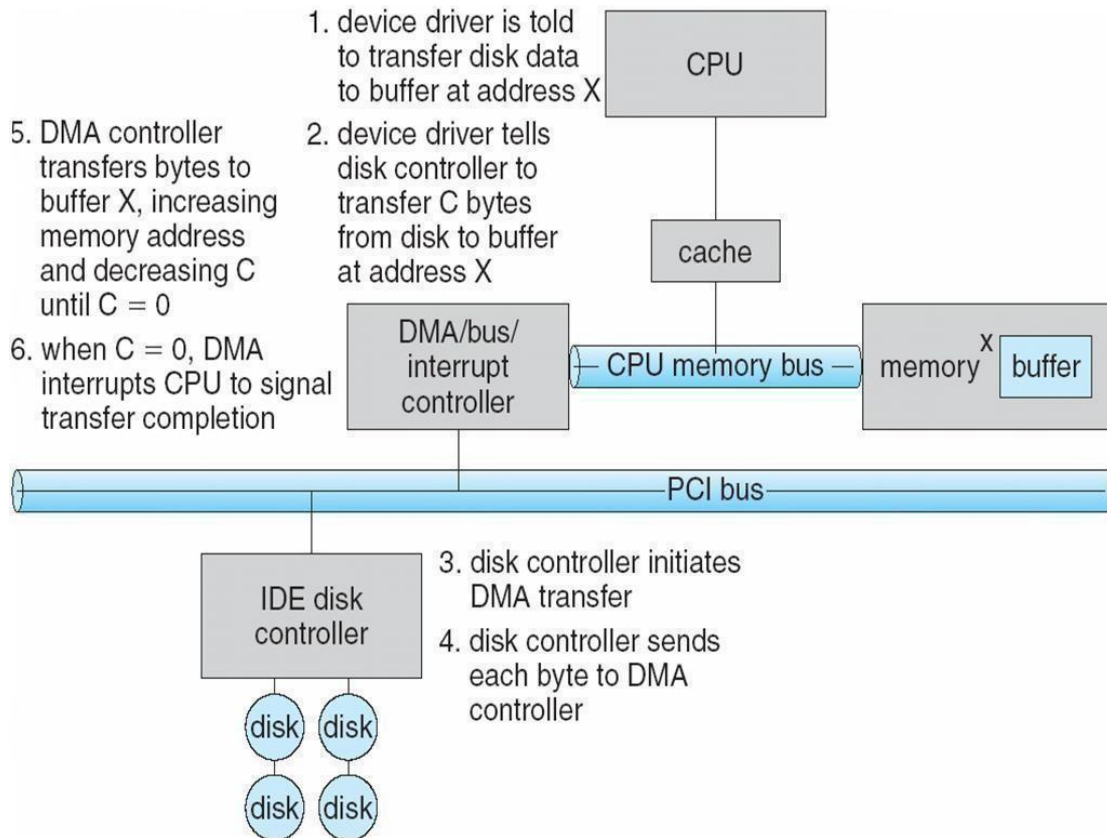 1. device driver is told
to transfer disk data
to buffer at address X
CPU
5. DMA controller
transfers bytes to
buffer X, increasing
memory address
and decreasing C
until C = 0
2. device driver tells
disk controller to
transfer C bytes
from disk to buffer
at address X
cache
6. when C = 0, DMA
interrupts CPU to signal
transfer completion
DMA/bus/
interrupt
controller
CPU memory bus
memory
X
buffer
PCI bus
IDE disk
controller
3. disk controller initiates
DMA transfer
4. disk controller sends
each byte to DMA
controller
disk
disk
disk
disk